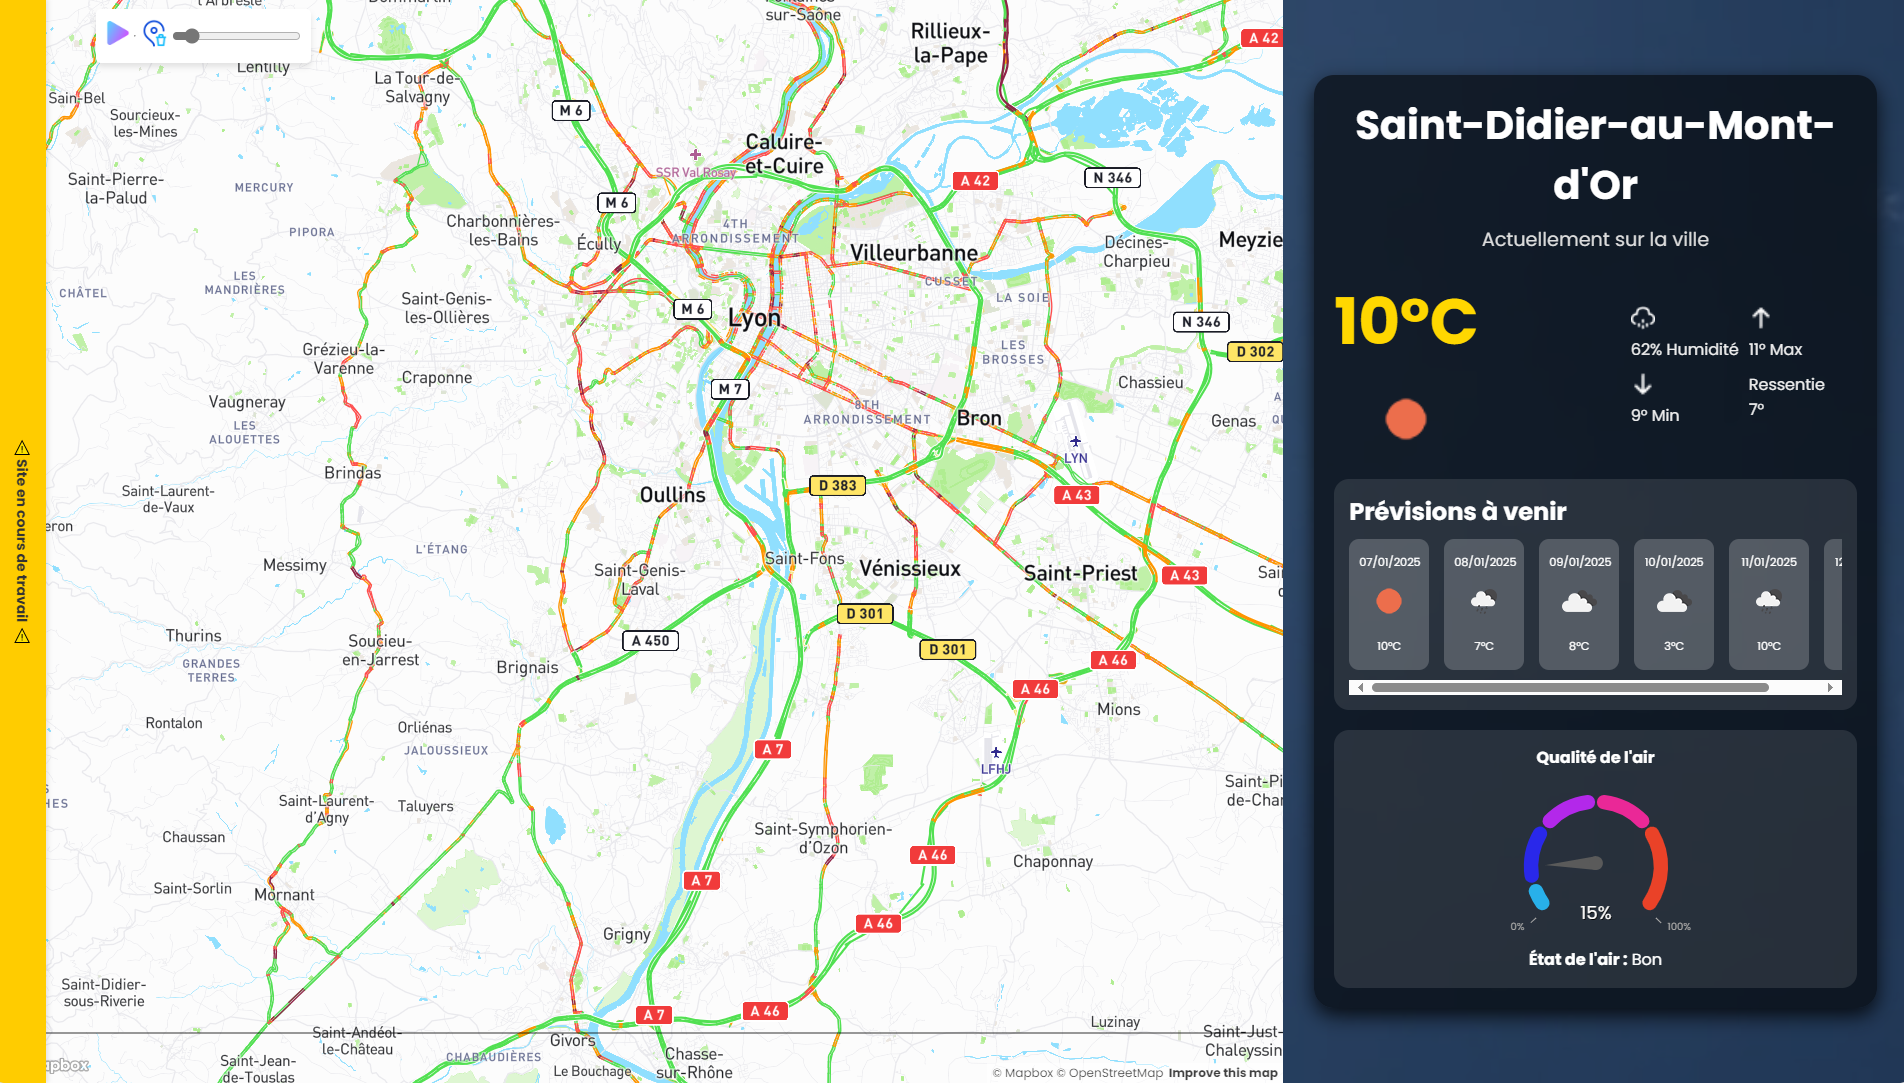 ⚠ Site en cours de travail ⚠
l'Arbresle
Dommartin
Fontaines-
sur-Saône
Rillieux-
la-Pape
A 42
Lentilly
La Tour-de-
Salvagny
Sain-Bel
Sourcieux-
les-Mines
M 6
Caluire-
et-Cuire
SSR Val Rosay
A 42
N 346
Saint-Pierre-
la-Palud
MERCURY
M 6
PIPORA
Charbonnières-
les-Bains
Écully
4TH
ARRONDISSEMENT
Villeurbanne
Décines-
Charpieu
Meyzie
CHÂTEL
LES
MANDRIÈRES
CUSSET
LA SOIE
Saint-Genis-
les-Ollières
M 6
Lyon
N 346
D 302
Grézieu-la-
Varenne
Craponne
LES
BROSSES
M 7
Chassieu
Vaugneray
LES
ALOUETTES
8TH
ARRONDISSEMENT
Bron
Genas
LYN
Brindas
Saint-Laurent-
de-Vaux
Oullins
D 383
A 43
eron
L'ÉTANG
Messimy
Saint-Genis-
Laval
Saint-Fons
Vénissieux
Saint-Priest
A 43
Sai
Thurins
GRANDES
TERRES
Soucieu-
en-Jarrest
A 450
D 301
D 301
Brignais
A 46
A 46
Rontalon
Orliénas
JALOUSSIEUX
Mions
A 7
LFHJ
HES
Saint-Laurent-
d'Agny
Taluyers
Saint-Pi
de-Chan
Chaussan
Saint-Symphorien-
d'Ozon
A 46
Chaponnay
Saint-Sorlin
Mornant
A 7
A 46
Grigny
Saint-Didier-
sous-Riverie
A 7
A 46
Luzinay
Saint-Andéol-
le-Château
Givors
Saint-Just-
Chaleyssin
Saint-Jean-
de-Touslas
CHABAUDIÈRES
Chasse-
sur-Rhône
Le Bouchage
apbox
© Mapbox © OpenStreetMap Improve this map
Saint-Didier-au-Mont-
d'Or
Actuellement sur la ville
10°C
62% Humidité
11° Max
9° Min
Ressentie
7°
Prévisions à venir
07/01/2025 08/01/2025 09/01/2025 10/01/2025 11/01/2025 12
10°C 7°C 8°C 3°C 10°C
Qualité de l'air
15%
0% 100%
État de l'air : Bon